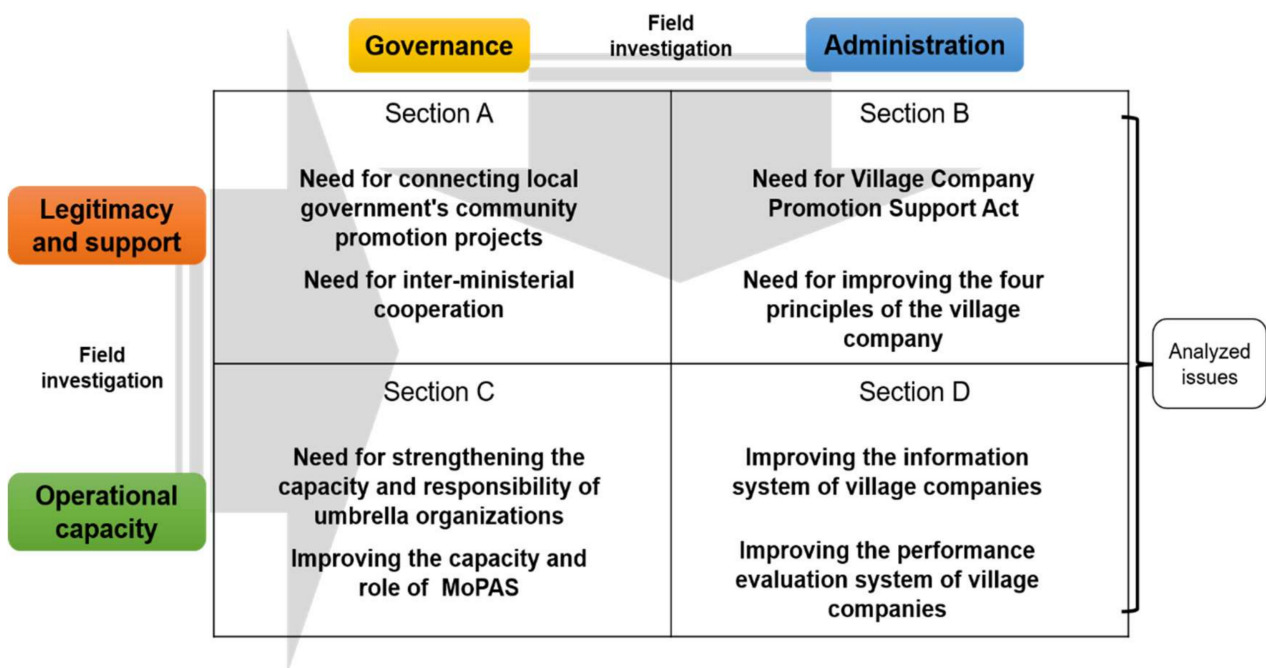 Governance
Field
investigation
Administration
Section A
Section B
Need for connecting local
government's community
promotion projects
Need for Village Company
Promotion Support Act
Legitimacy
and support
Need for inter-ministerial
cooperation
Need for improving the four
principles of the village
company
Field
investigation
Analyzed
issues
Section C
Section D
Need for strengthening the
capacity and responsibility of
umbrella organizations
Improving the information
system of village companies
Operational
capacity
Improving the capacity and
role of MoPAS
Improving the performance
evaluation system of village
companies